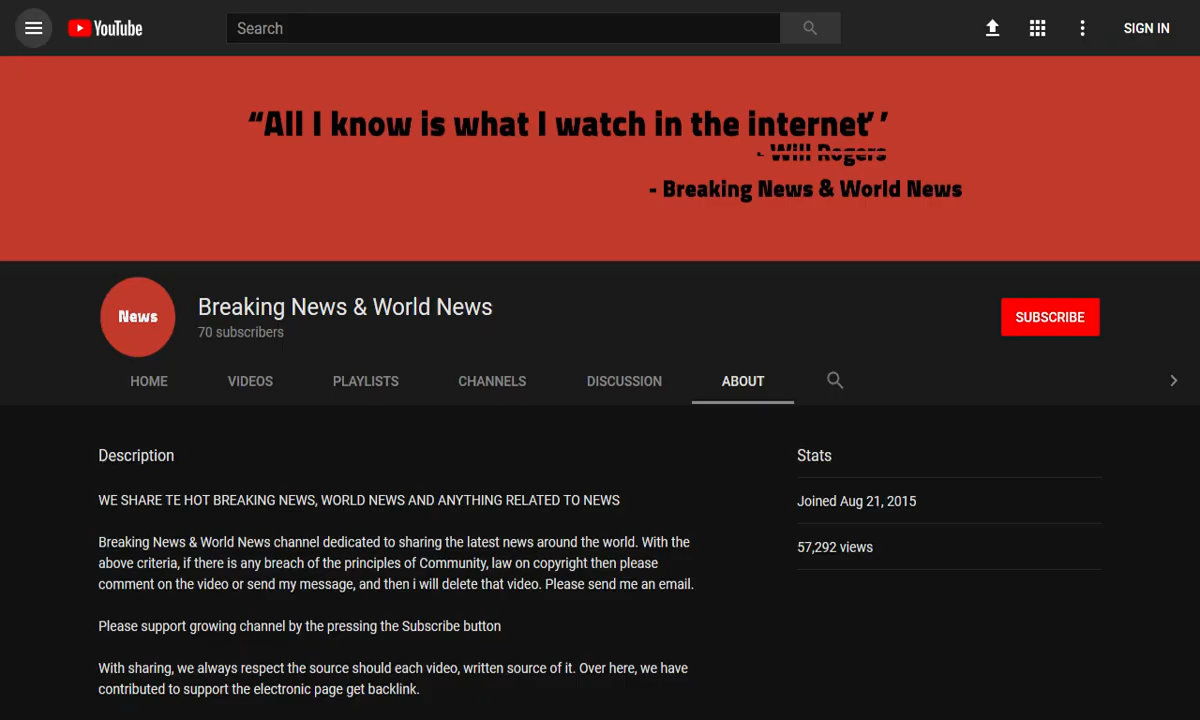 YouTube
Search
SIGN IN
“All I know is what I watch in the internet’’
- Will Rogers
- Breaking News & World News
News
Breaking News & World News
70 subscribers
SUBSCRIBE
HOME VIDEOS PLAYLISTS CHANNELS DISCUSSION ABOUT
Description
WE SHARE TE HOT BREAKING NEWS, WORLD NEWS AND ANYTHING RELATED TO NEWS
Breaking News & World News channel dedicated to sharing the latest news around the world. With the
above criteria, if there is any breach of the principles of Community, law on copyright then please
comment on the video or send my message, and then i will delete that video. Please send me an email.
Please support growing channel by the pressing the Subscribe button
With sharing, we always respect the source should each video, written source of it. Over here, we have
contributed to support the electronic page get backlink.
Stats
Joined Aug 21, 2015
57,292 views